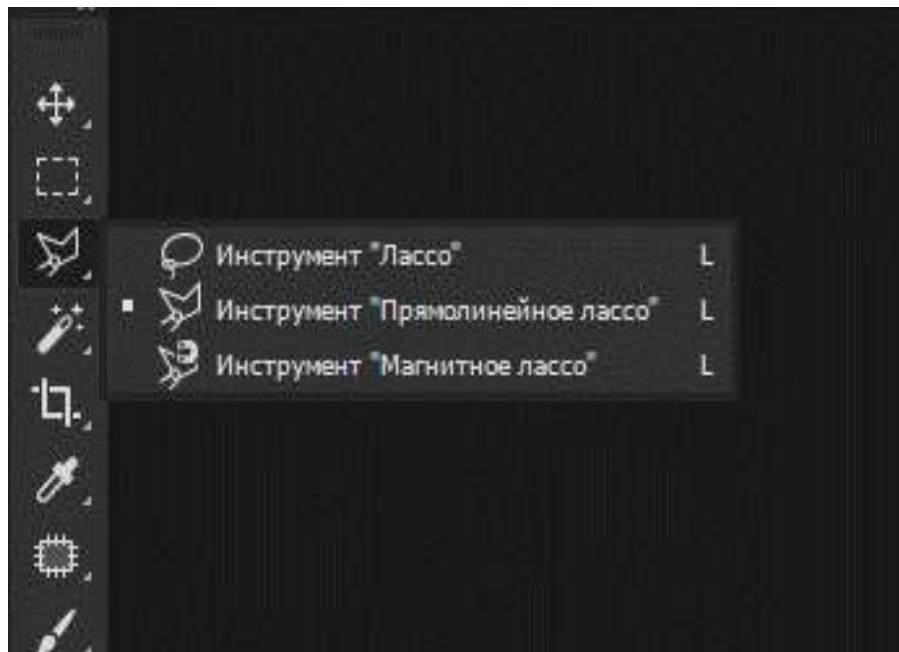 Инструмент "Лассо" L
Инструмент "Прямолинейное лассо" L
Инструмент "Магнитное лассо" L